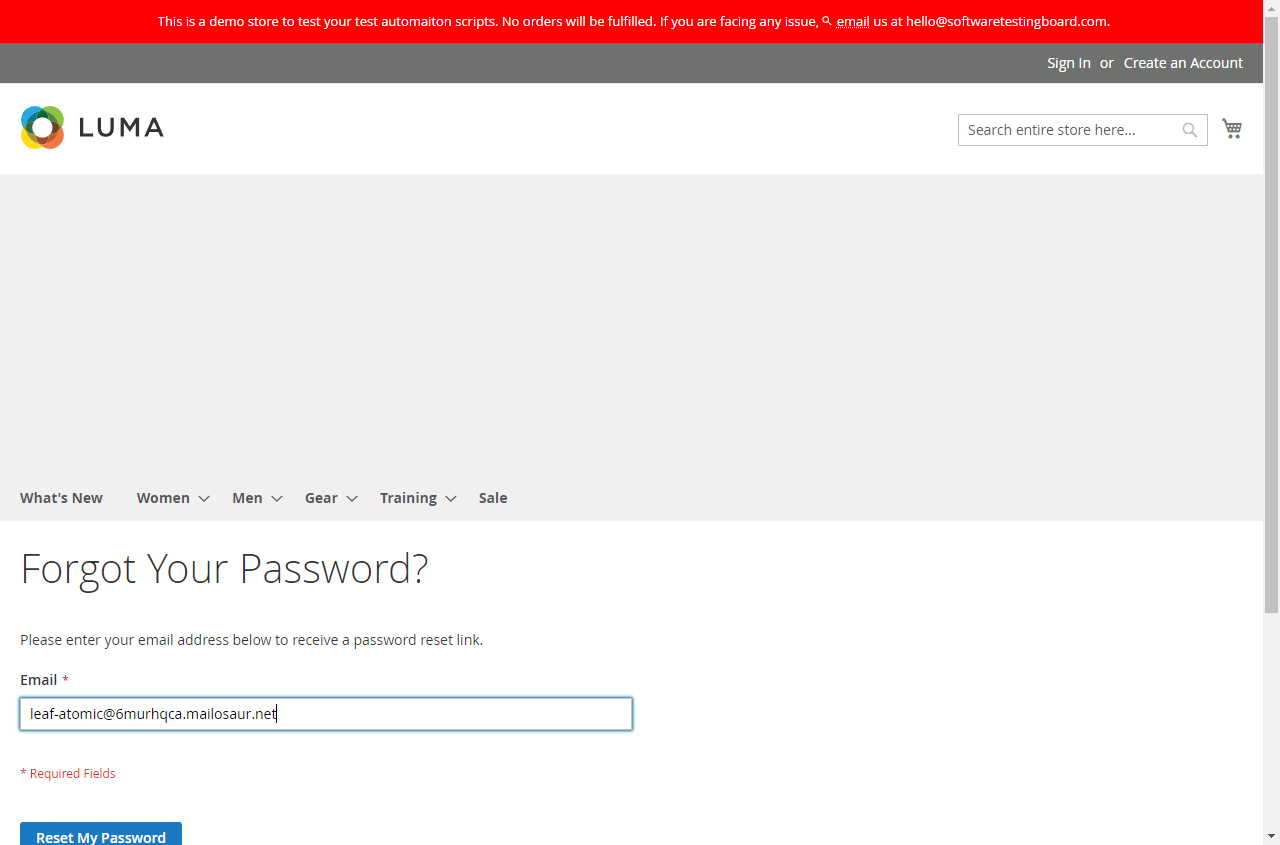 This is a demo store to test your test automaiton scripts. No orders will be fulfilled. If you are facing any issue, email us at hello@softwaretestingboard.com.
Sign In or Create an Account
LUMA
Search entire store here...
What's New Women Men Gear Training Sale
Forgot Your Password?
Please enter your email address below to receive a password reset link.
Email *
leaf-atomic@6murhqca.mailosaur.net
* Required Fields
Reset My Password